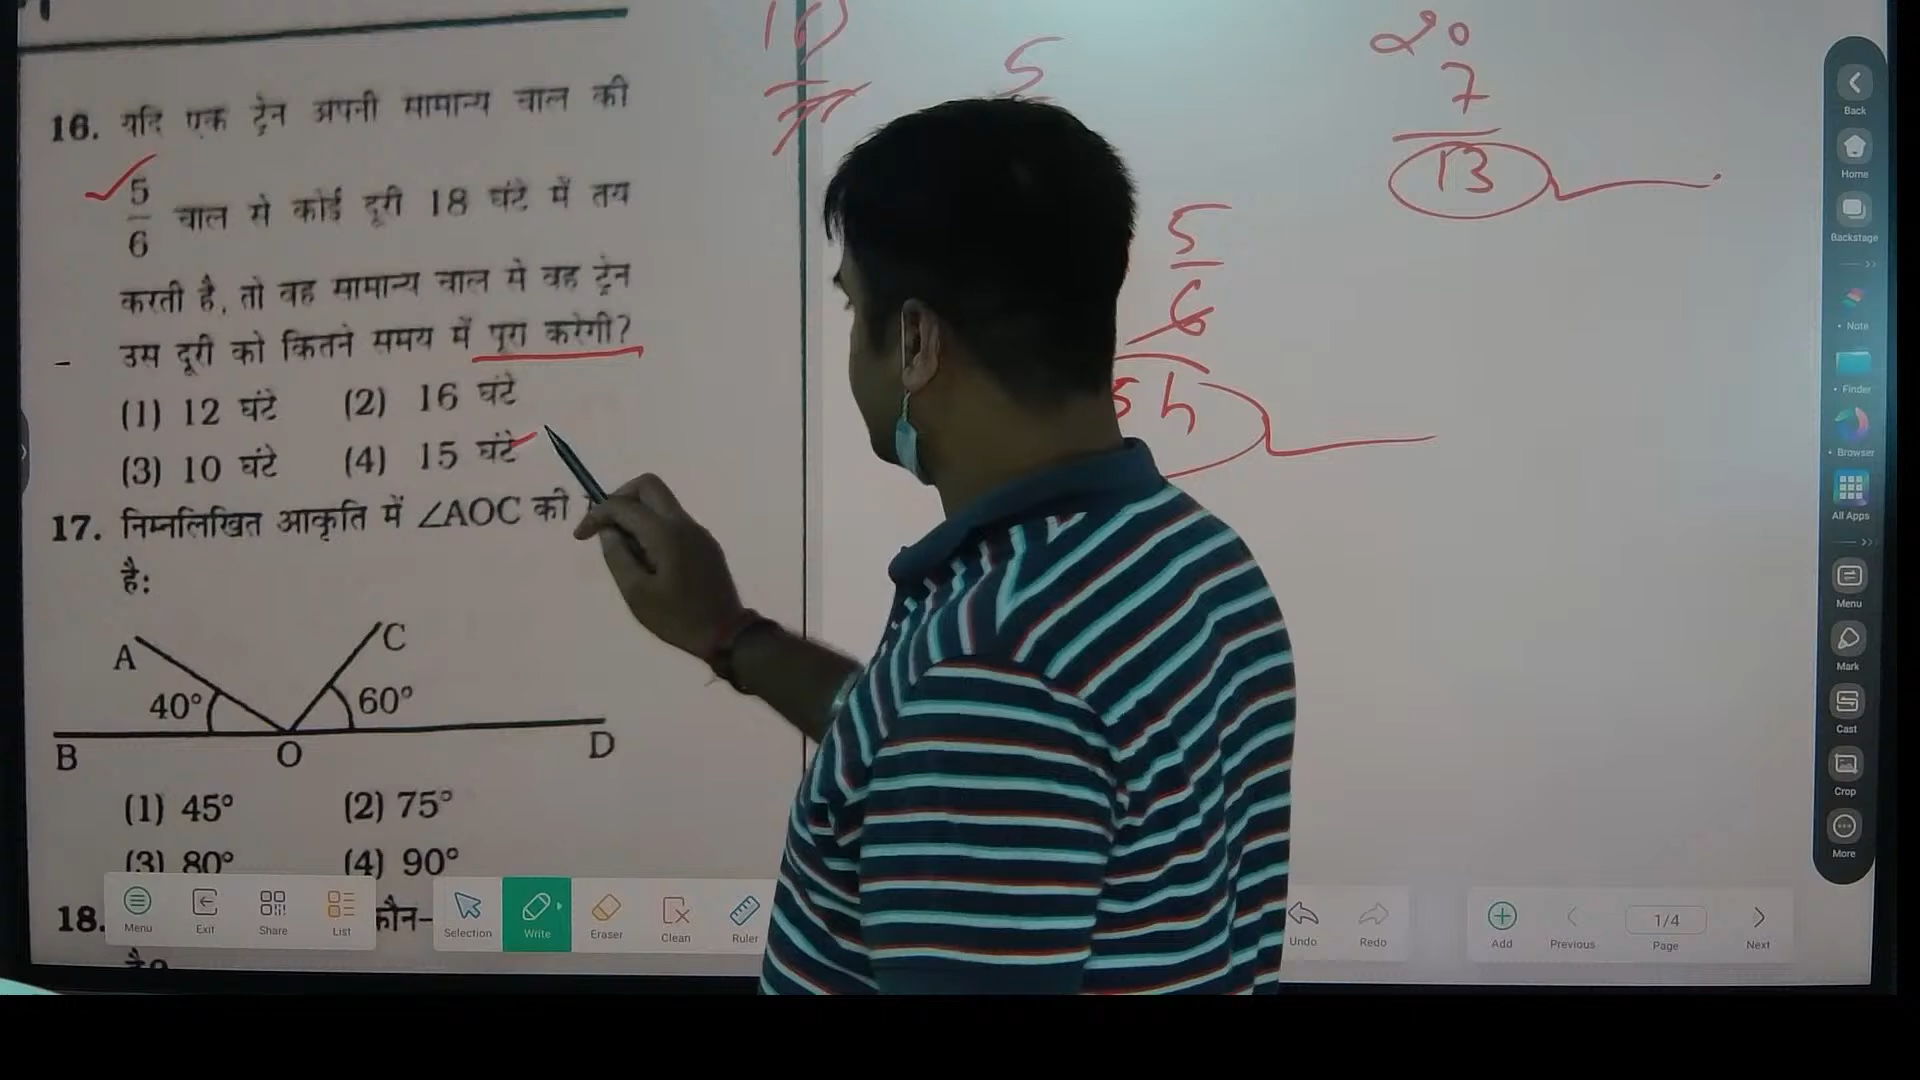 16. यदि एक ट्रेन अपनी सामान्य चाल की
5/6 चाल से कोई दूरी 18 घंटे में तय
करती है, तो वह सामान्य चाल से वह ट्रेन
उस दूरी को कितने समय में पूरा करेगी?
(1) 12 घंटे (2) 16 घंटे
(3) 10 घंटे (4) 15 घंटे
17. निम्नलिखित आकृति में ∠AOC की
है:
A C
40° 60°
B O D
(1) 45° (2) 75°
(3) 80° (4) 90°
18. कौन-
16)
5
5
6
5 h
20
7
13
Menu Exit Share List Selection Write Eraser Clean Ruler
Undo Redo Add Previous 1/4 Page Next
Back
Home
Backstage
Note
Finder
Browser
All Apps
Menu
Mark
Cast
Crop
More